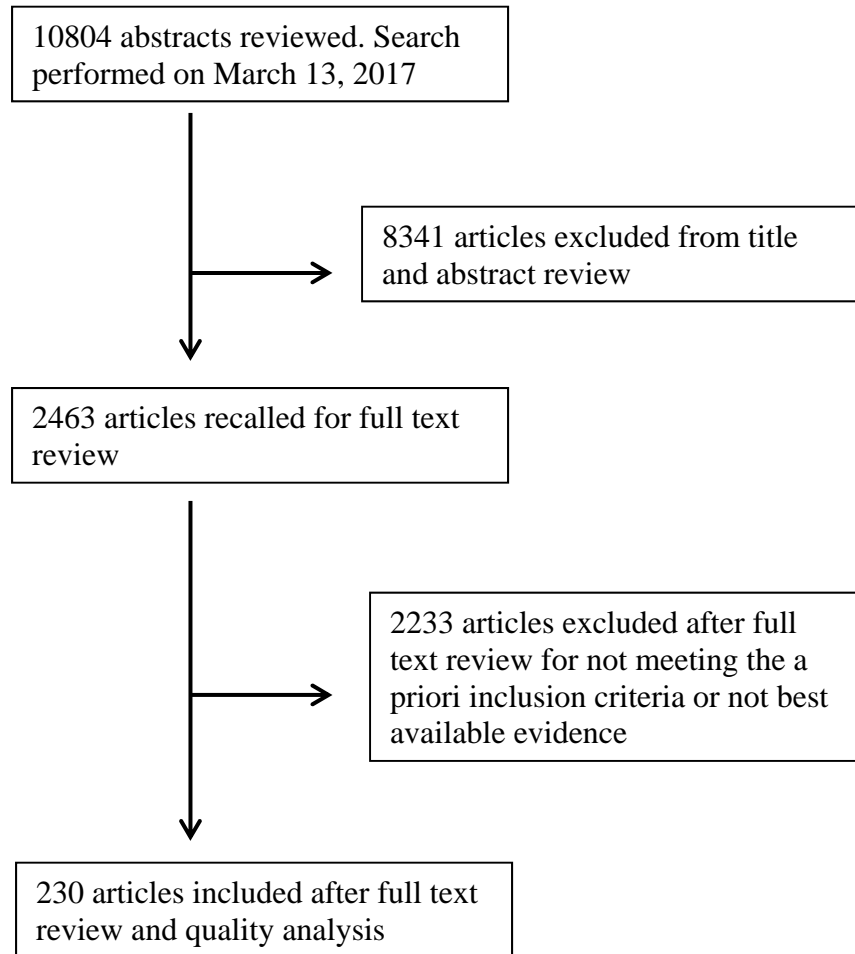 10804 abstracts reviewed. Search
performed on March 13, 2017
8341 articles excluded from title
and abstract review
2463 articles recalled for full text
review
2233 articles excluded after full
text review for not meeting the a
priori inclusion criteria or not best
available evidence
230 articles included after full text
review and quality analysis